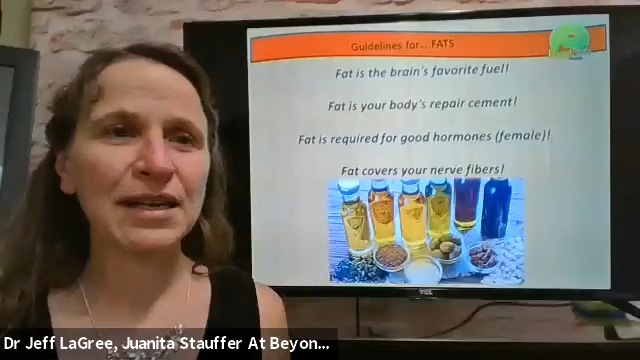 Guidelines for... FATS
Fat is the brain's favorite fuel!
Fat is your body's repair cement!
Fat is required for good hormones (female)!
Fat covers your nerve fibers!
TCL
Dr Jeff LaGree, Juanita Stauffer At Beyon...